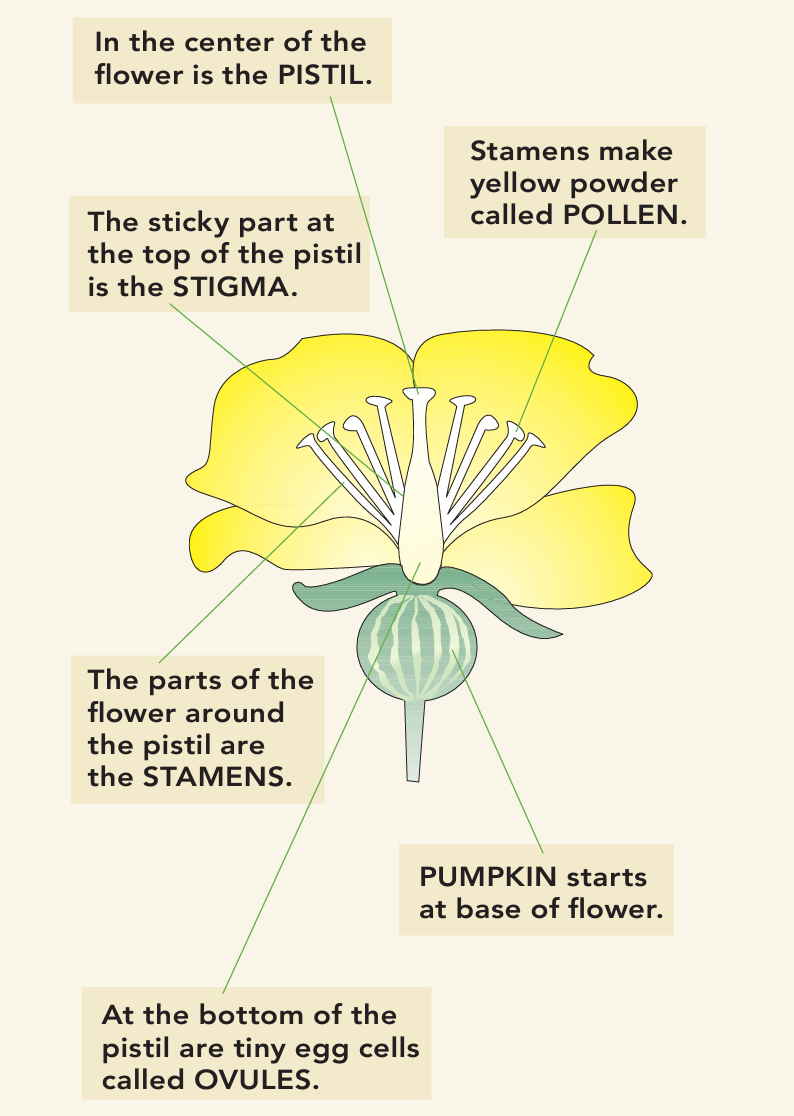 In the center of the
flower is the PISTIL.
Stamens make
yellow powder
called POLLEN.
The sticky part at
the top of the pistil
is the STIGMA.
The parts of the
flower around
the pistil are
the STAMENS.
PUMPKIN starts
at base of flower.
At the bottom of the
pistil are tiny egg cells
called OVULES.